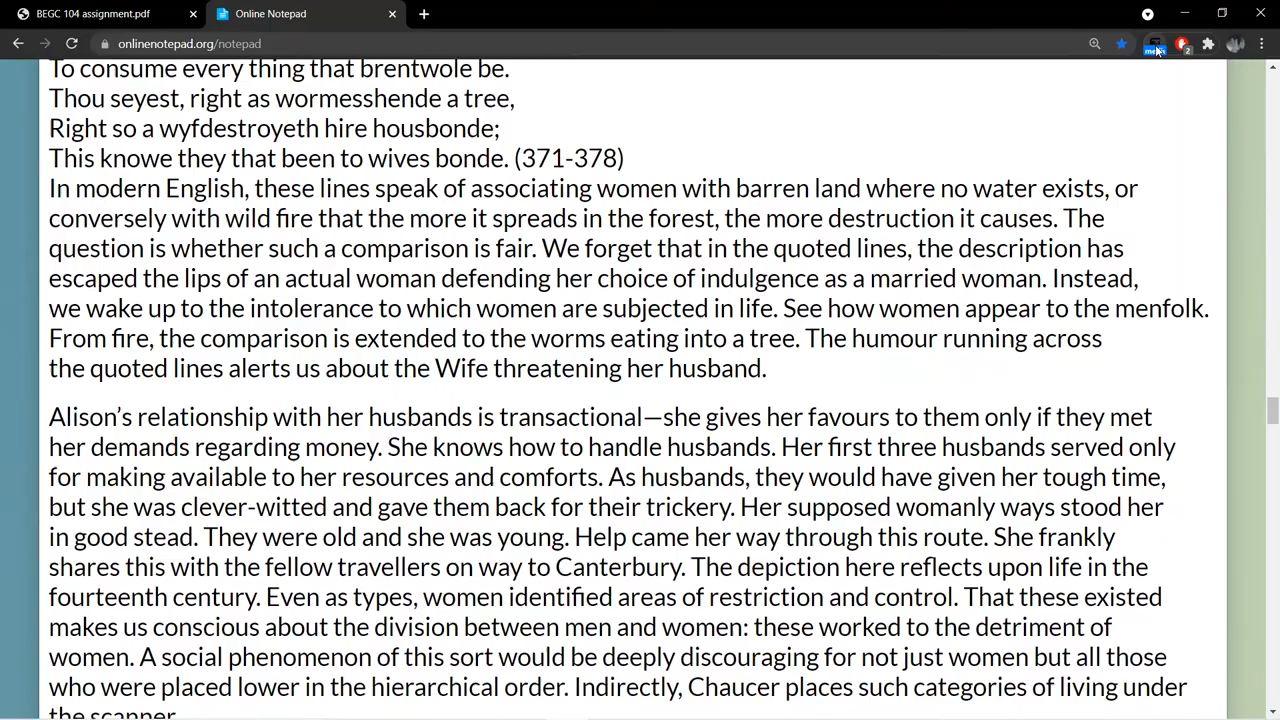 BEGC 104 assignment.pdf
Online Notepad
onlinenotepad.org/notepad
2
To consume every thing that brentwole be.
Thou seyest, right as wormesshende a tree,
Right so a wyfdestroyeth hire housbonde;
This knowe they that been to wives bonde. (371-378)
In modern English, these lines speak of associating women with barren land where no water exists, or
conversely with wild fire that the more it spreads in the forest, the more destruction it causes. The
question is whether such a comparison is fair. We forget that in the quoted lines, the description has
escaped the lips of an actual woman defending her choice of indulgence as a married woman. Instead,
we wake up to the intolerance to which women are subjected in life. See how women appear to the menfolk.
From fire, the comparison is extended to the worms eating into a tree. The humour running across
the quoted lines alerts us about the Wife threatening her husband.
Alison’s relationship with her husbands is transactional—she gives her favours to them only if they met
her demands regarding money. She knows how to handle husbands. Her first three husbands served only
for making available to her resources and comforts. As husbands, they would have given her tough time,
but she was clever-witted and gave them back for their trickery. Her supposed womanly ways stood her
in good stead. They were old and she was young. Help came her way through this route. She frankly
shares this with the fellow travellers on way to Canterbury. The depiction here reflects upon life in the
fourteenth century. Even as types, women identified areas of restriction and control. That these existed
makes us conscious about the division between men and women: these worked to the detriment of
women. A social phenomenon of this sort would be deeply discouraging for not just women but all those
who were placed lower in the hierarchical order. Indirectly, Chaucer places such categories of living under
the scanner.